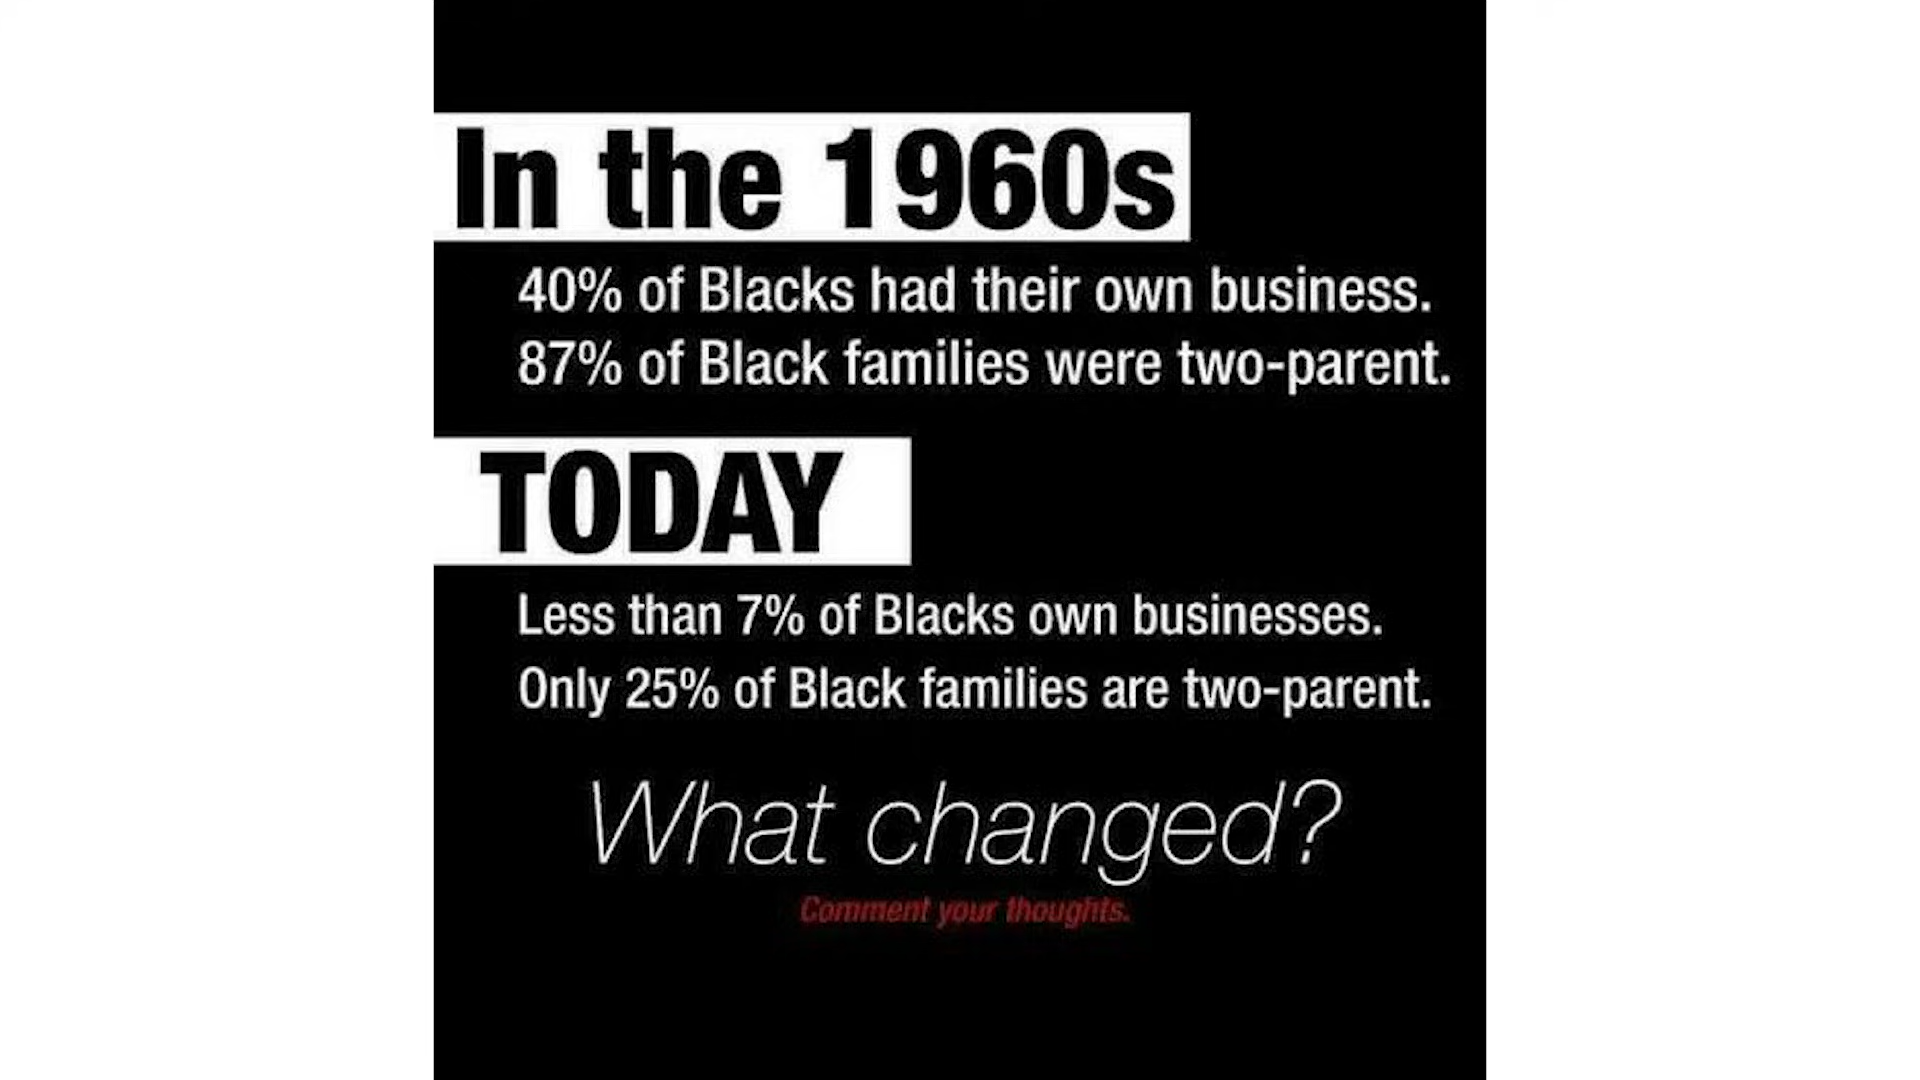 In the 1960s
40% of Blacks had their own business.
87% of Black families were two-parent.
TODAY
Less than 7% of Blacks own businesses.
Only 25% of Black families are two-parent.
What changed?
Comment your thoughts.